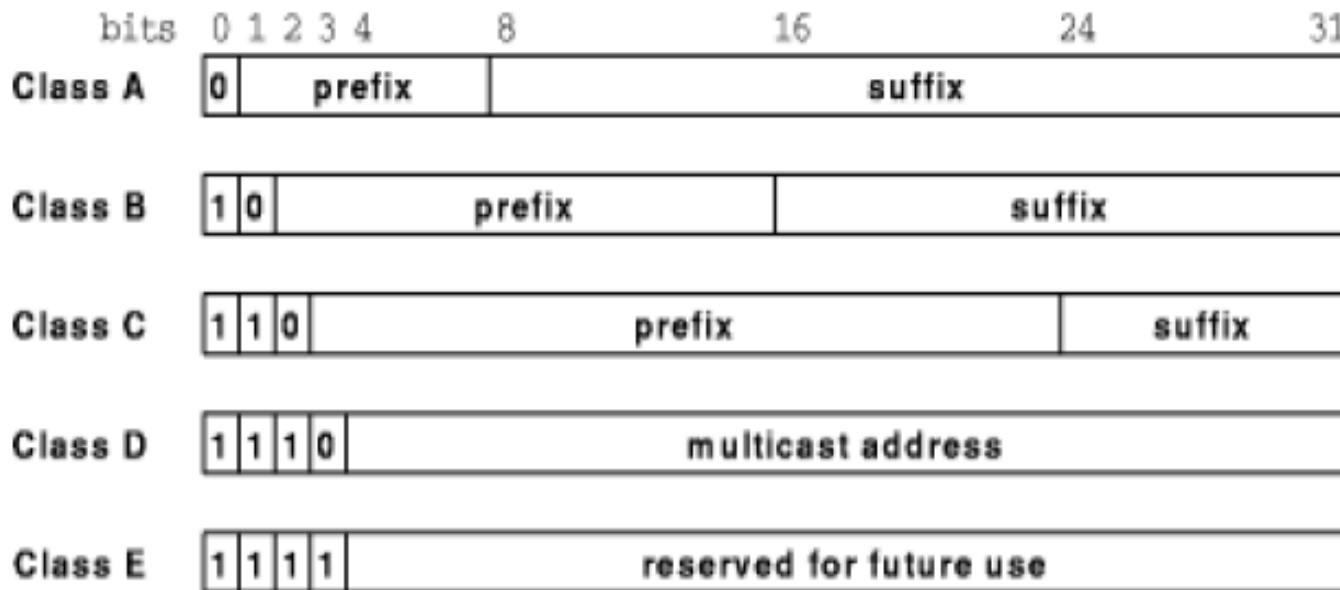 bits 0 1 2 3 4 8 16 24 31
Class A 0 prefix suffix
Class B 1 0 prefix suffix
Class C 1 1 0 prefix suffix
Class D 1 1 1 0 multicast address
Class E 1 1 1 1 reserved for future use